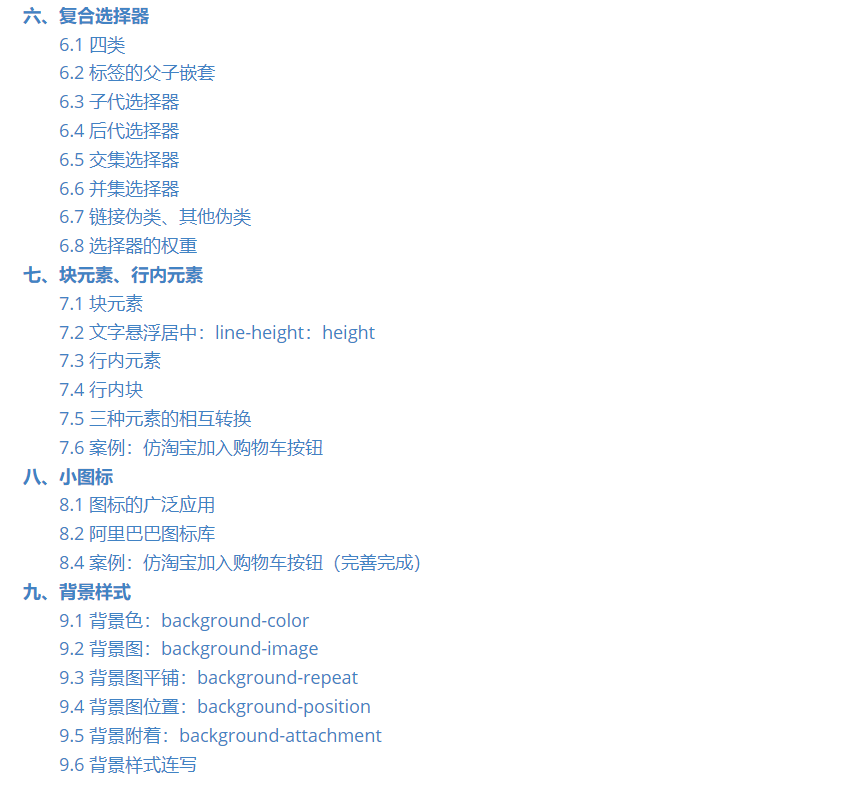 六、复合选择器
6.1 四类
6.2 标签的父子嵌套
6.3 子代选择器
6.4 后代选择器
6.5 交集选择器
6.6 并集选择器
6.7 链接伪类、其他伪类
6.8 选择器的权重
七、块元素、行内元素
7.1 块元素
7.2 文字悬浮居中：line-height：height
7.3 行内元素
7.4 行内块
7.5 三种元素的相互转换
7.6 案例：仿淘宝加入购物车按钮
八、小图标
8.1 图标的广泛应用
8.2 阿里巴巴图标库
8.4 案例：仿淘宝加入购物车按钮（完善完成）
九、背景样式
9.1 背景色：background-color
9.2 背景图：background-image
9.3 背景图平铺：background-repeat
9.4 背景图位置：background-position
9.5 背景附着：background-attachment
9.6 背景样式连写